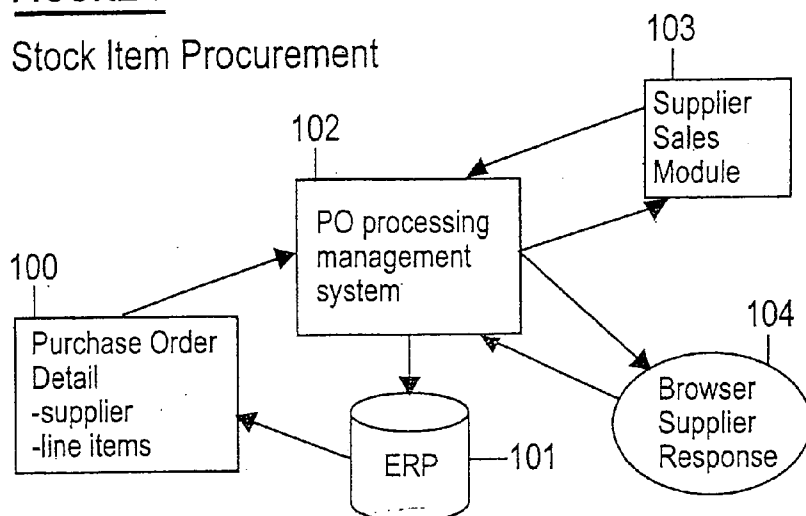 Stock Item Procurement
103
Supplier
Sales
Module
102
PO processing
management
system
100
Purchase Order
Detail
-supplier
-line items
104
Browser
Supplier
Response
ERP
101